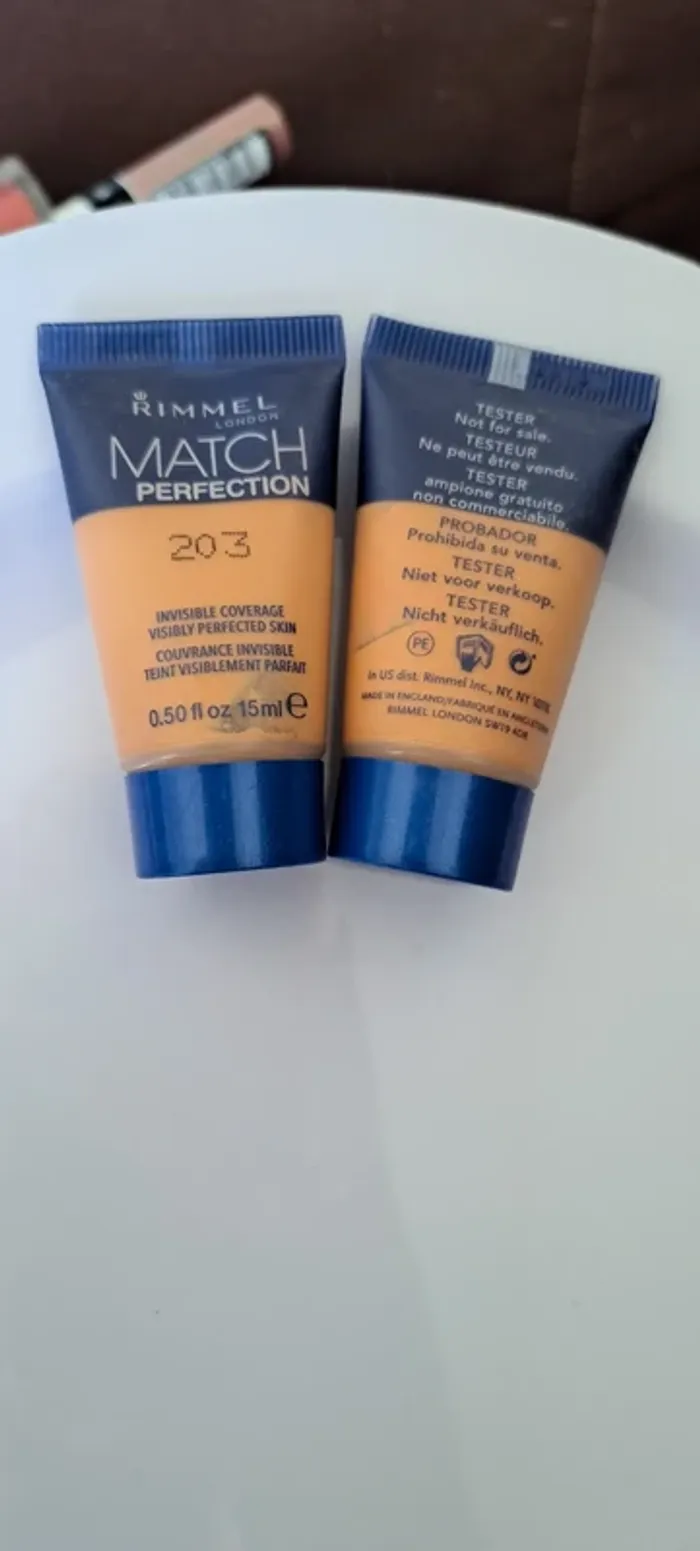 RIMMEL
LONDON
MATCH
PERFECTION
203
INVISIBLE COVERAGE
VISIBLY PERFECTED SKIN
COUVRANCE INVISIBLE
TEINT VISIBLEMENT PARFAIT
0.50 fl oz 15ml e
TESTER
Not for sale.
TESTEUR
Ne peut être vendu.
TESTER
ampione gratuito
non commerciabile.
PROBADOR
Prohibida su venta.
TESTER
Niet voor verkoop.
TESTER
Nicht verkäuflich.
PE
in US dist. Rimmel Inc., NY, NY
MADE IN ENGLAND/FABRIQUÉ EN ANGLETERRE
RIMMEL LONDON SW19 4DR